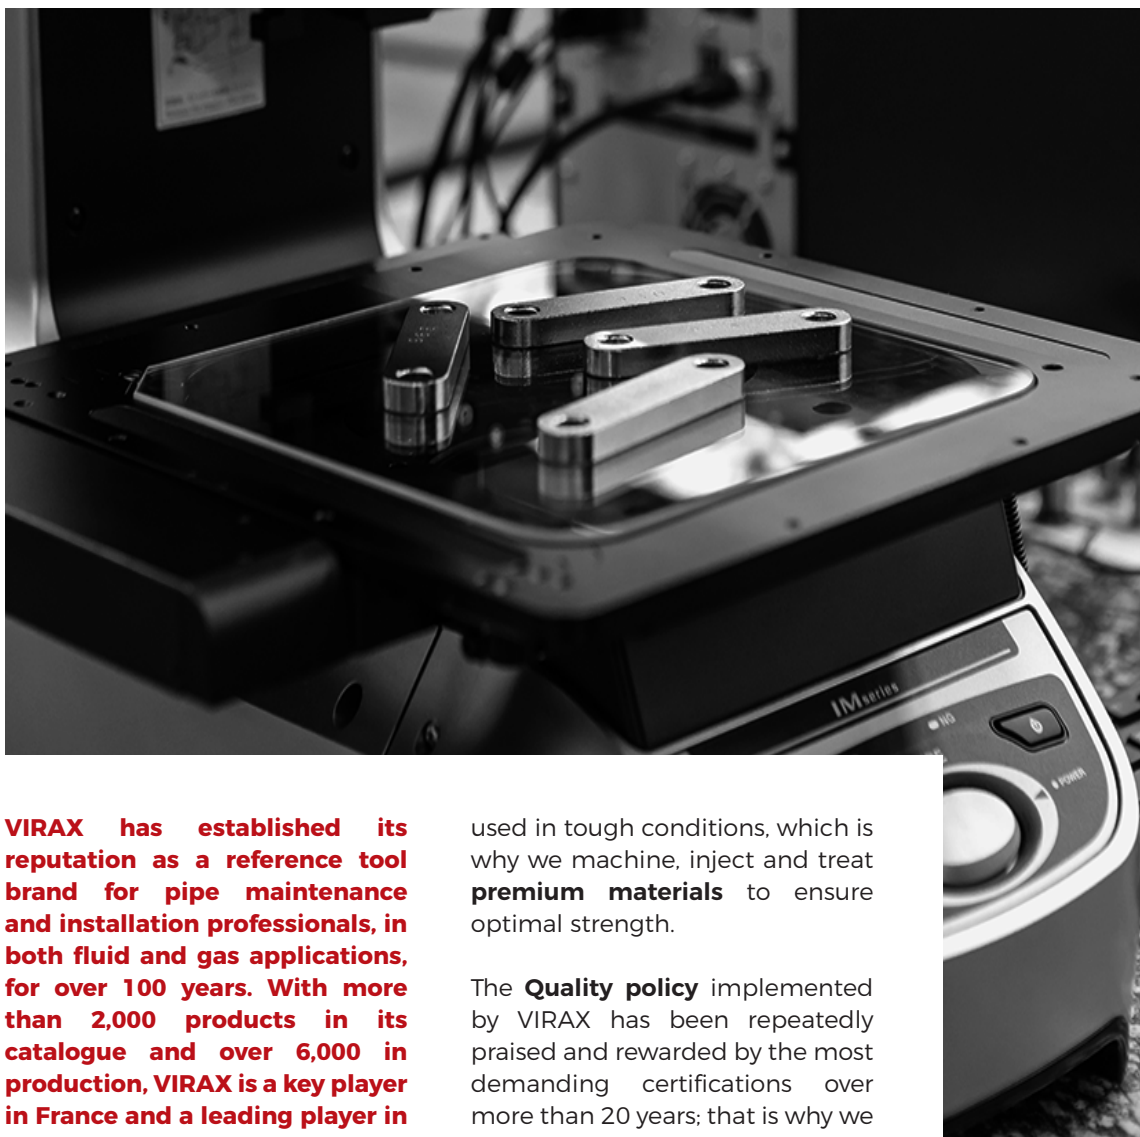 IM series
NG
POWER
VIRAX has established its
reputation as a reference tool
brand for pipe maintenance
and installation professionals, in
both fluid and gas applications,
for over 100 years. With more
than 2,000 products in its
catalogue and over 6,000 in
production, VIRAX is a key player
in France and a leading player in
used in tough conditions, which is
why we machine, inject and treat
premium materials to ensure
optimal strength.
The Quality policy implemented
by VIRAX has been repeatedly
praised and rewarded by the most
demanding certifications over
more than 20 years; that is why we